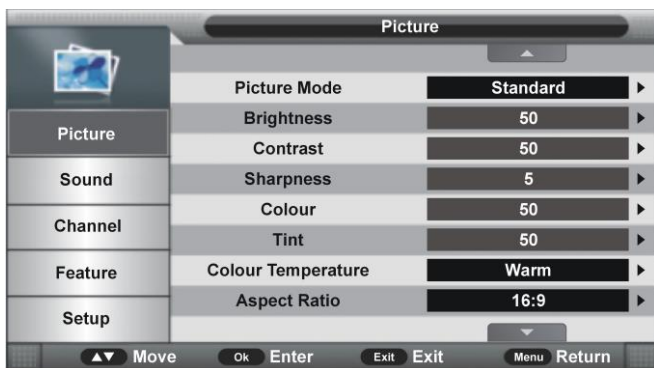 Picture
Picture
Sound
Channel
Feature
Setup
Picture Mode Standard
Brightness 50
Contrast 50
Sharpness 5
Colour 50
Tint 50
Colour Temperature Warm
Aspect Ratio 16:9
Move Ok Enter Exit Exit Menu Return